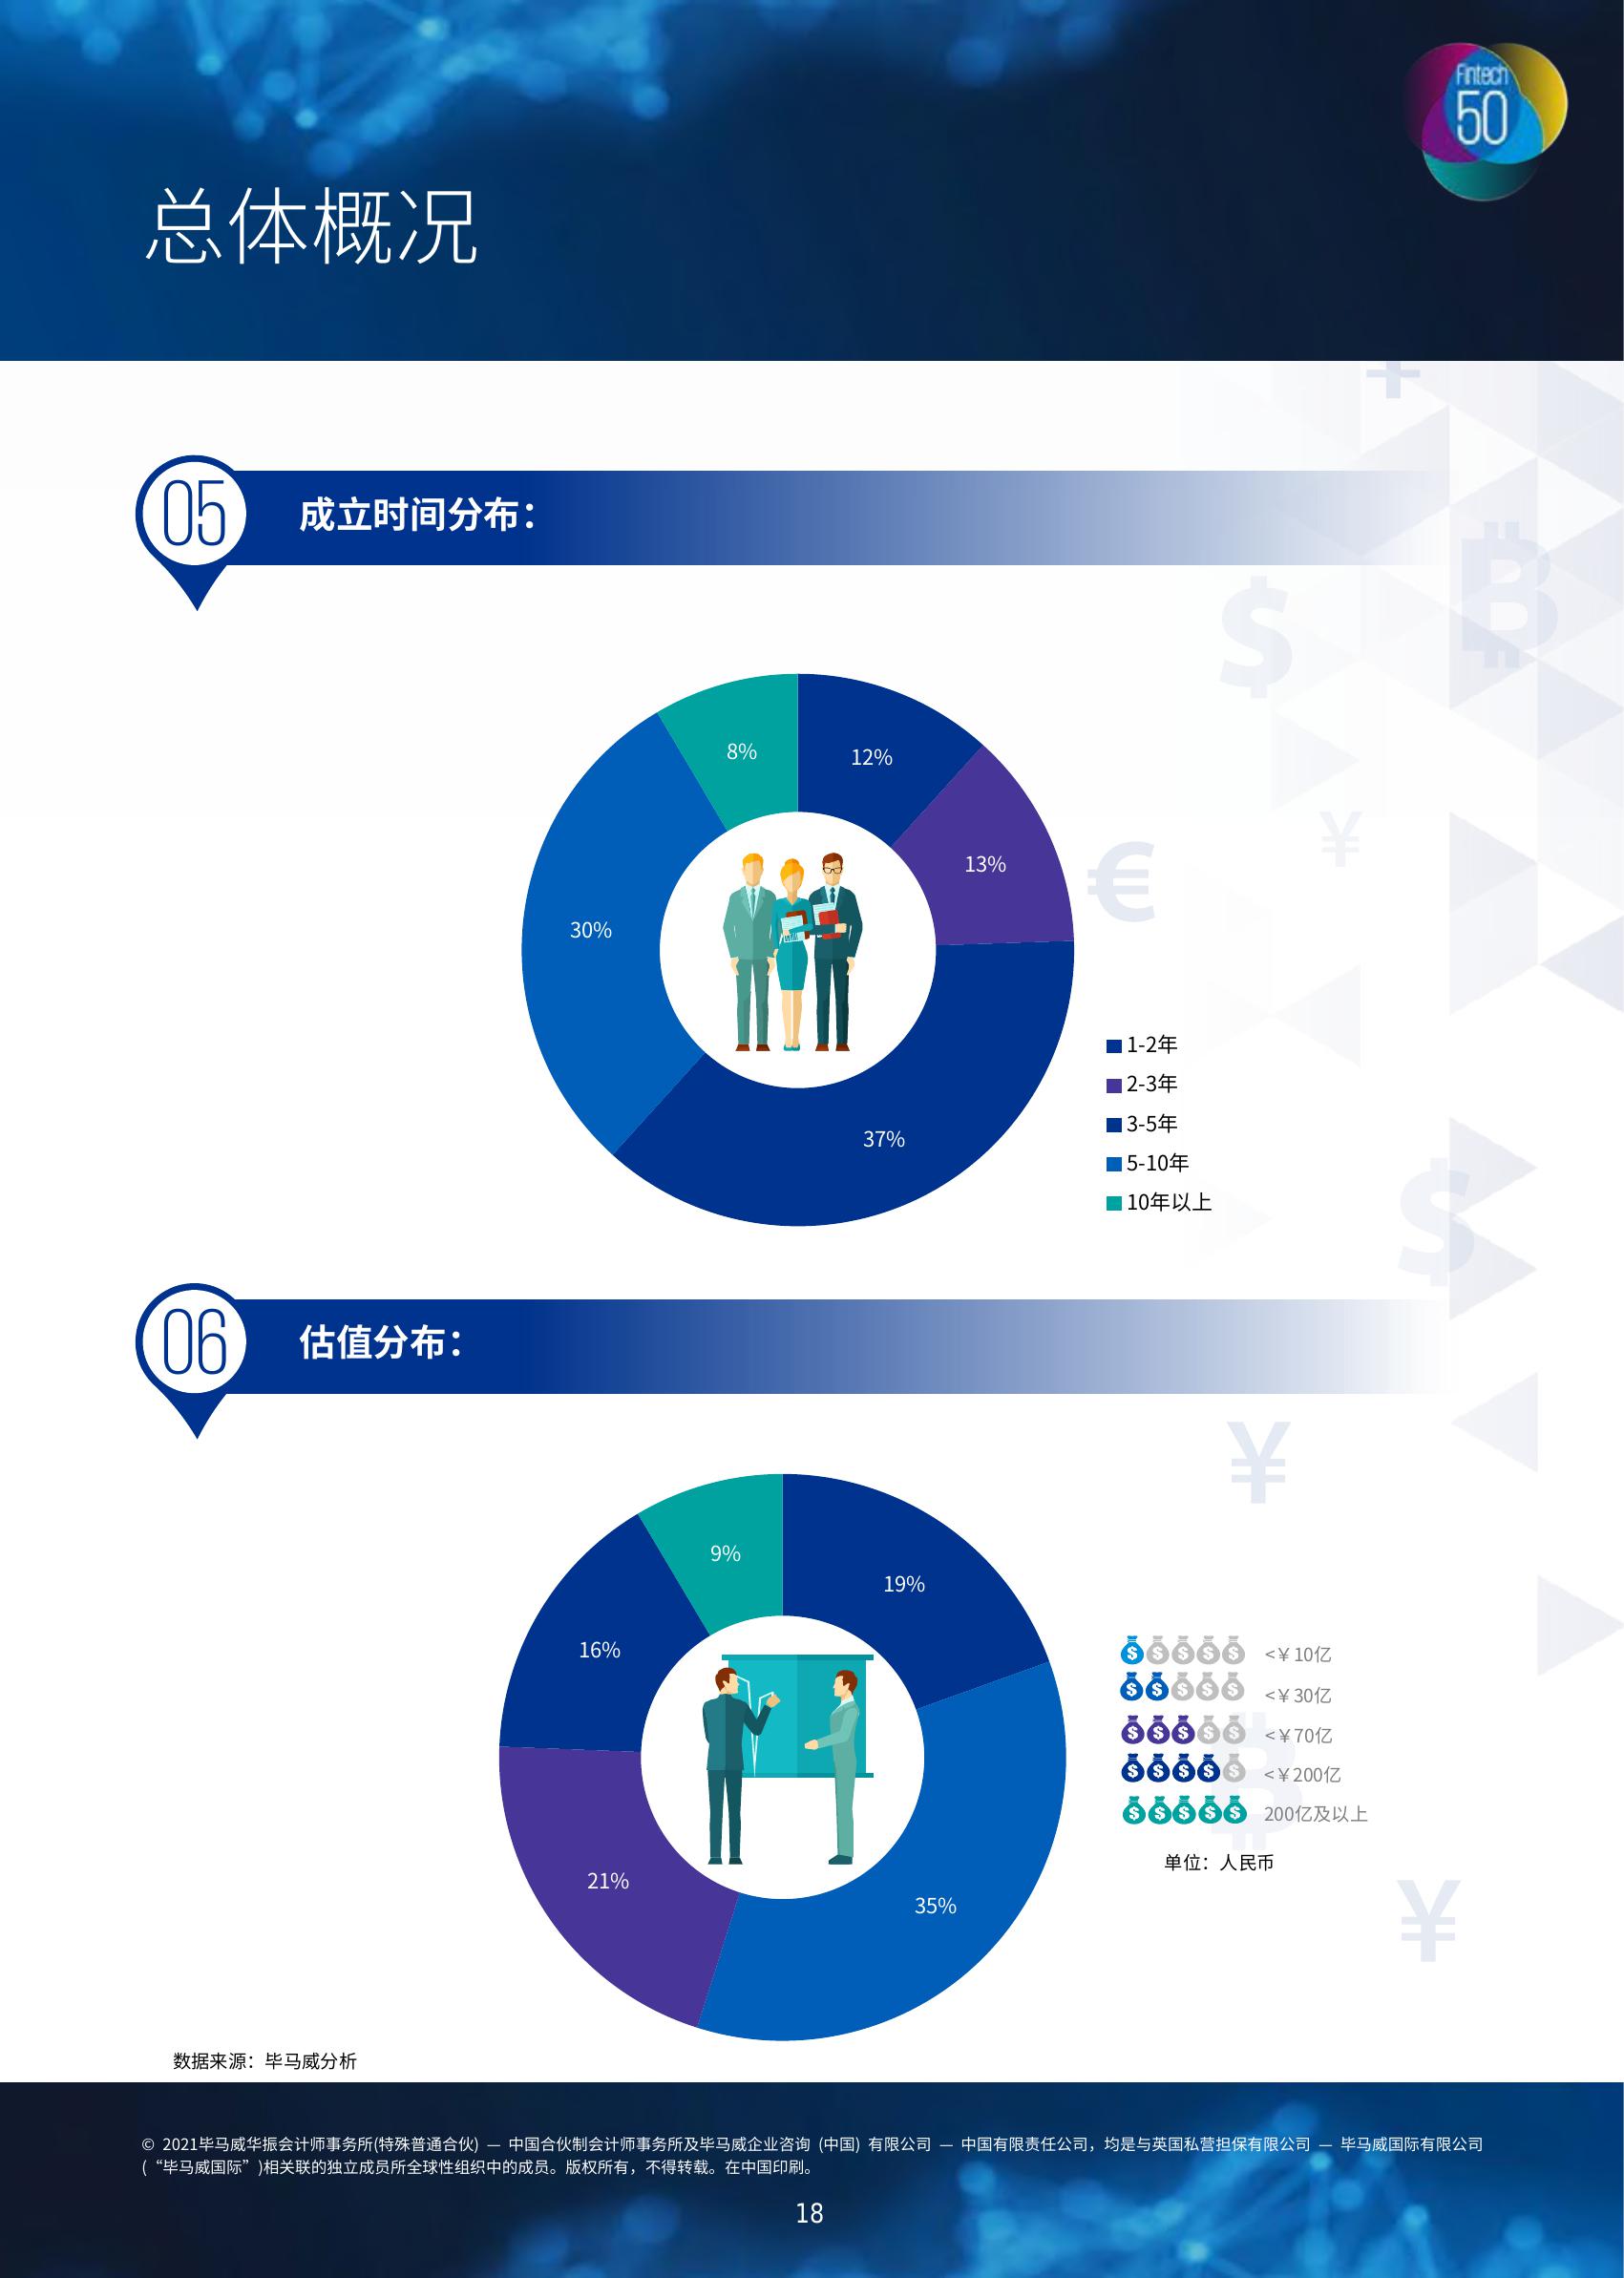 Fintech
50
总体概况
05
成立时间分布：
8%
12%
13%
30%
37%
1-2年
2-3年
3-5年
5-10年
10年以上
06
估值分布：
9%
19%
16%
21%
35%
<￥10亿
<￥30亿
<￥70亿
<￥200亿
200亿及以上
单位：人民币
数据来源：毕马威分析
© 2021毕马威华振会计师事务所(特殊普通合伙) — 中国合伙制会计师事务所及毕马威企业咨询 (中国) 有限公司 — 中国有限责任公司，均是与英国私营担保有限公司 — 毕马威国际有限公司
(“毕马威国际”)相关联的独立成员所全球性组织中的成员。版权所有，不得转载。在中国印刷。
18